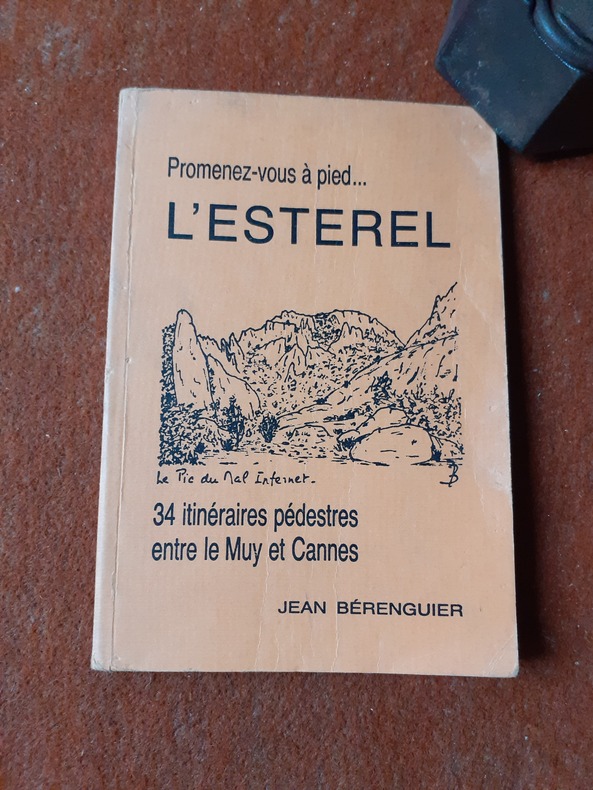 Promenez-vous à pied...
L'ESTEREL
Le Pic du Mal Infernet.
34 itinéraires pédestres
entre le Muy et Cannes
JEAN BÉRENGUIER